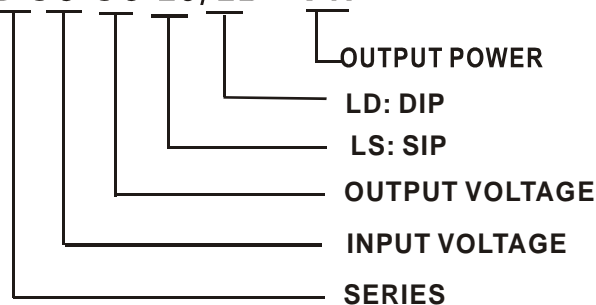 OUTPUT POWER
LD: DIP
LS: SIP
OUTPUT VOLTAGE
INPUT VOLTAGE
SERIES